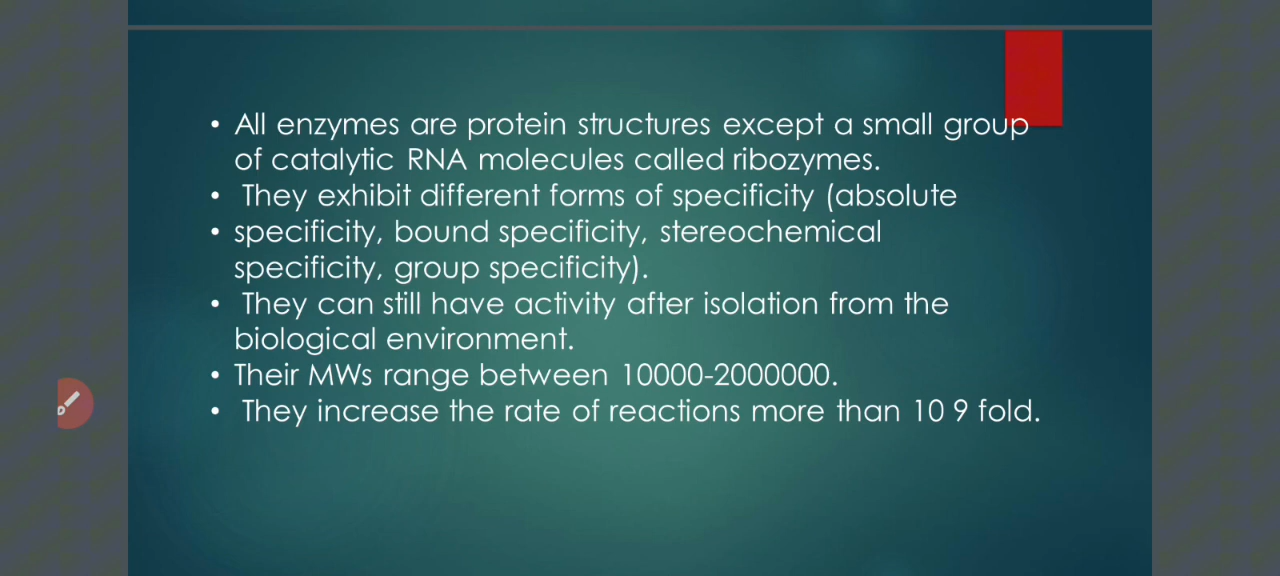 • All enzymes are protein structures except a small group
of catalytic RNA molecules called ribozymes.
• They exhibit different forms of specificity (absolute
• specificity, bound specificity, stereochemical
specificity, group specificity).
• They can still have activity after isolation from the
biological environment.
• Their MWs range between 10000-2000000.
• They increase the rate of reactions more than 10 9 fold.